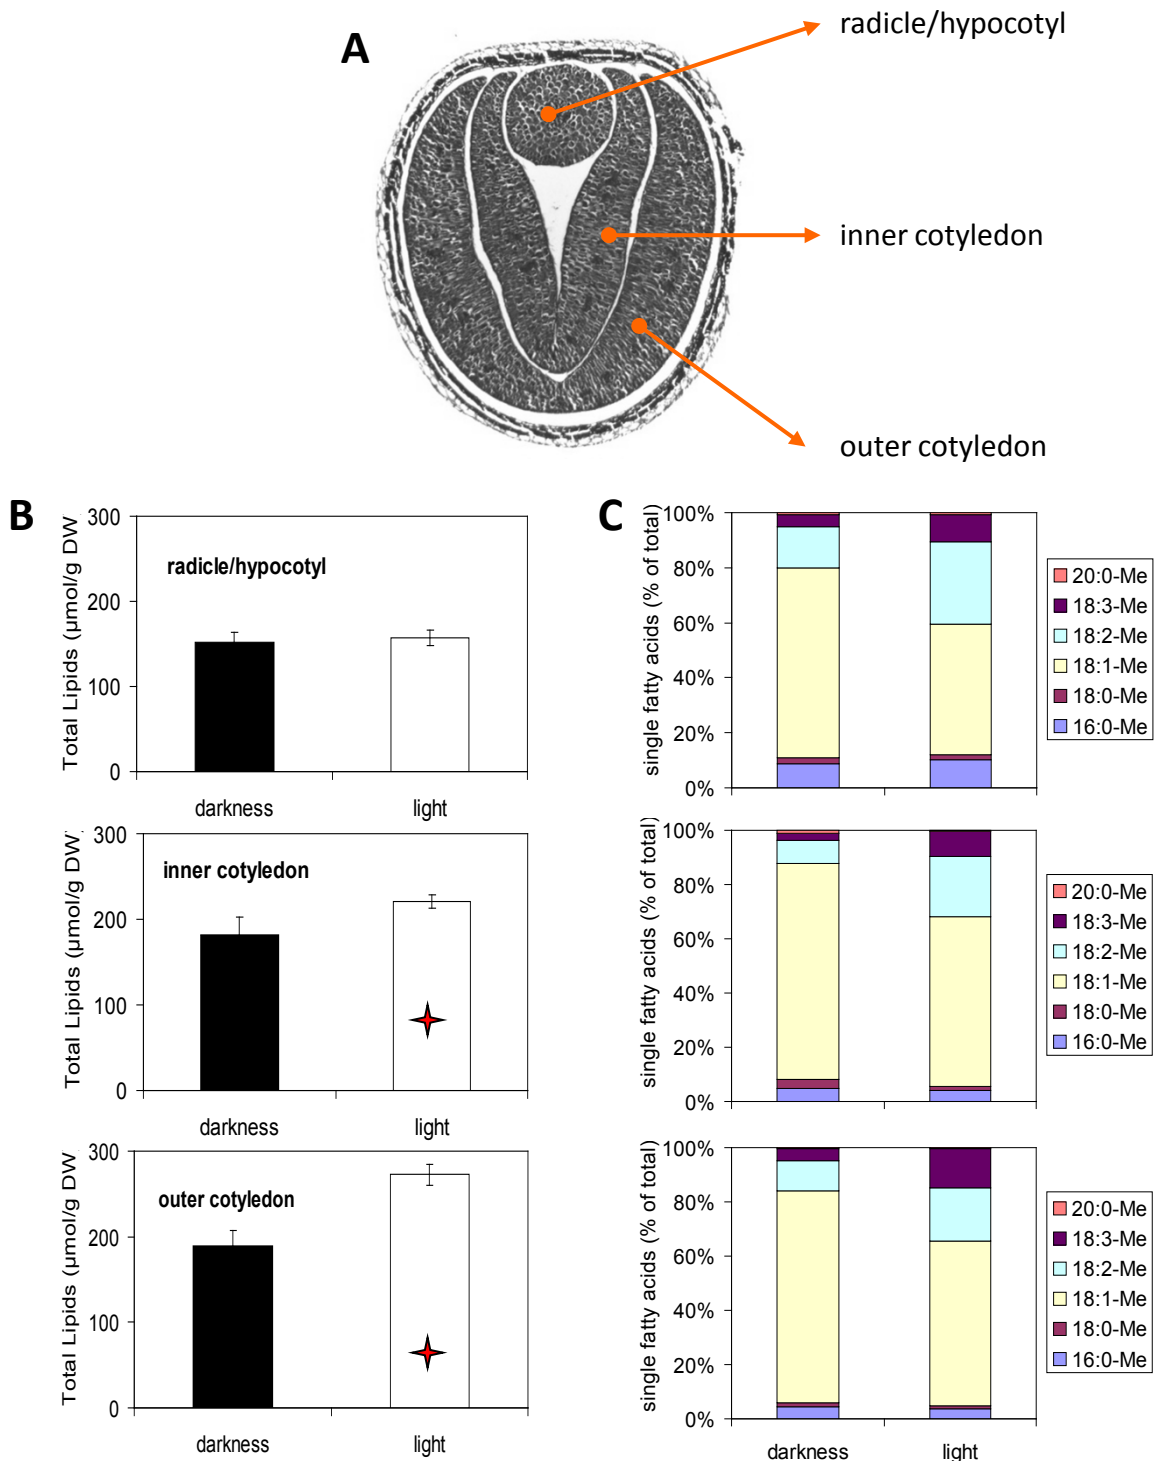 A
radicle/hypocotyl
inner cotyledon
outer cotyledon
B
Total Lipids (µmol/g DW
300
200
100
0
radicle/hypocotyl
darkness
light
Total Lipids (µmol/g DW)
300
200
100
0
inner cotyledon
darkness
light
Total Lipids (µmol/g DW
300
200
100
0
outer cotyledon
darkness
light
C
single fatty acids (% of total)
100%
80%
60%
40%
20%
0%
20:0-Me
18:3-Me
18:2-Me
18:1-Me
18:0-Me
16:0-Me
single fatty acids (% of total)
100%
80%
60%
40%
20%
0%
20:0-Me
18:3-Me
18:2-Me
18:1-Me
18:0-Me
16:0-Me
single fatty acids (% of total)
100%
80%
60%
40%
20%
0%
20:0-Me
18:3-Me
18:2-Me
18:1-Me
18:0-Me
16:0-Me
darkness
light